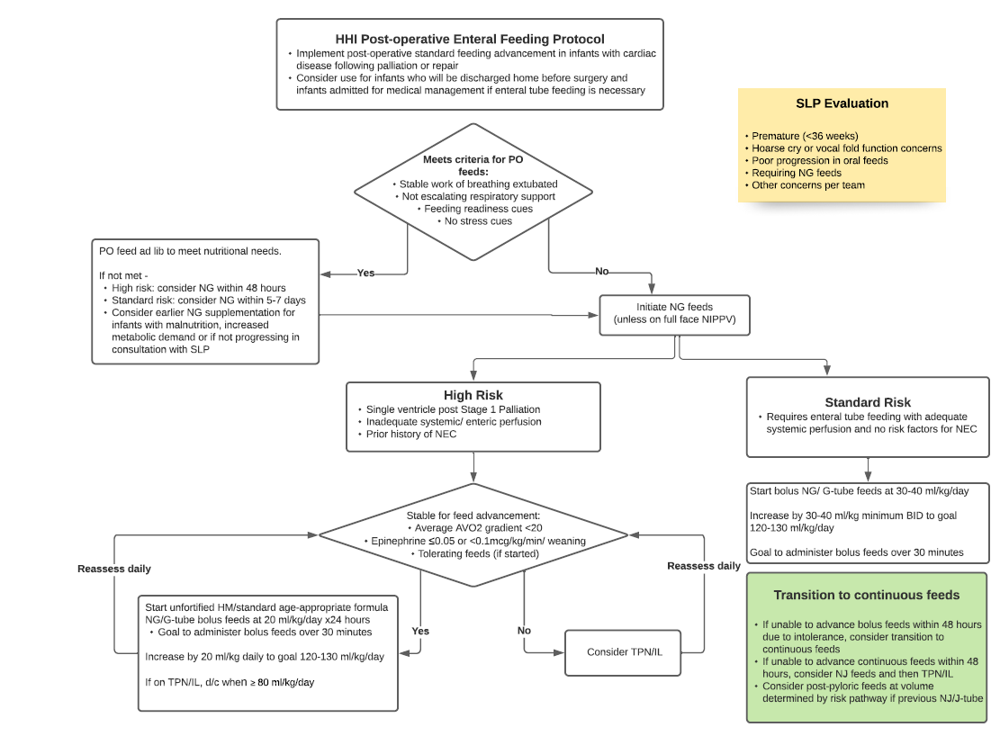 HHI Post-operative Enteral Feeding Protocol
• Implement post-operative standard feeding advancement in infants with cardiac
disease following palliation or repair
• Consider use for infants who will be discharged home before surgery and
infants admitted for medical management if enteral tube feeding is necessary
SLP Evaluation
• Premature (<36 weeks)
• Hoarse cry or vocal fold function concerns
• Poor progression in oral feeds
• Requiring NG feeds
• Other concerns per team
Meets criteria for PO
feeds:
• Stable work of breathing extubated
• Not escalating respiratory support
• Feeding readiness cues
• No stress cues
Yes
No
PO feed ad lib to meet nutritional needs.
If not met -
• High risk: consider NG within 48 hours
• Standard risk: consider NG within 5-7 days
• Consider earlier NG supplementation for
infants with malnutrition, increased
metabolic demand or if not progressing in
consultation with SLP
Initiate NG feeds
(unless on full face NIPPV)
High Risk
• Single ventricle post Stage 1 Palliation
• Inadequate systemic/ enteric perfusion
• Prior history of NEC
Standard Risk
• Requires enteral tube feeding with adequate
systemic perfusion and no risk factors for NEC
Stable for feed advancement:
• Average AVO2 gradient <20
• Epinephrine ≤0.05 or <0.1mcg/kg/min/ weaning
• Tolerating feeds (if started)
Start bolus NG/ G-tube feeds at 30-40 ml/kg/day
Increase by 30-40 ml/kg minimum BID to goal
120-130 ml/kg/day
Goal to administer bolus feeds over 30 minutes
Reassess daily
Reassess daily
Yes
No
Start unfortified HM/standard age-appropriate formula
NG/G-tube bolus feeds at 20 ml/kg/day x24 hours
• Goal to administer bolus feeds over 30 minutes
Increase by 20 ml/kg daily to goal 120-130 ml/kg/day
If on TPN/IL, d/c when ≥ 80 ml/kg/day
Consider TPN/IL
Transition to continuous feeds
• If unable to advance bolus feeds within 48 hours
due to intolerance, consider transition to
continuous feeds
• If unable to advance continuous feeds within 48
hours, consider NJ feeds and then TPN/IL
• Consider post-pyloric feeds at volume
determined by risk pathway if previous NJ/J-tube